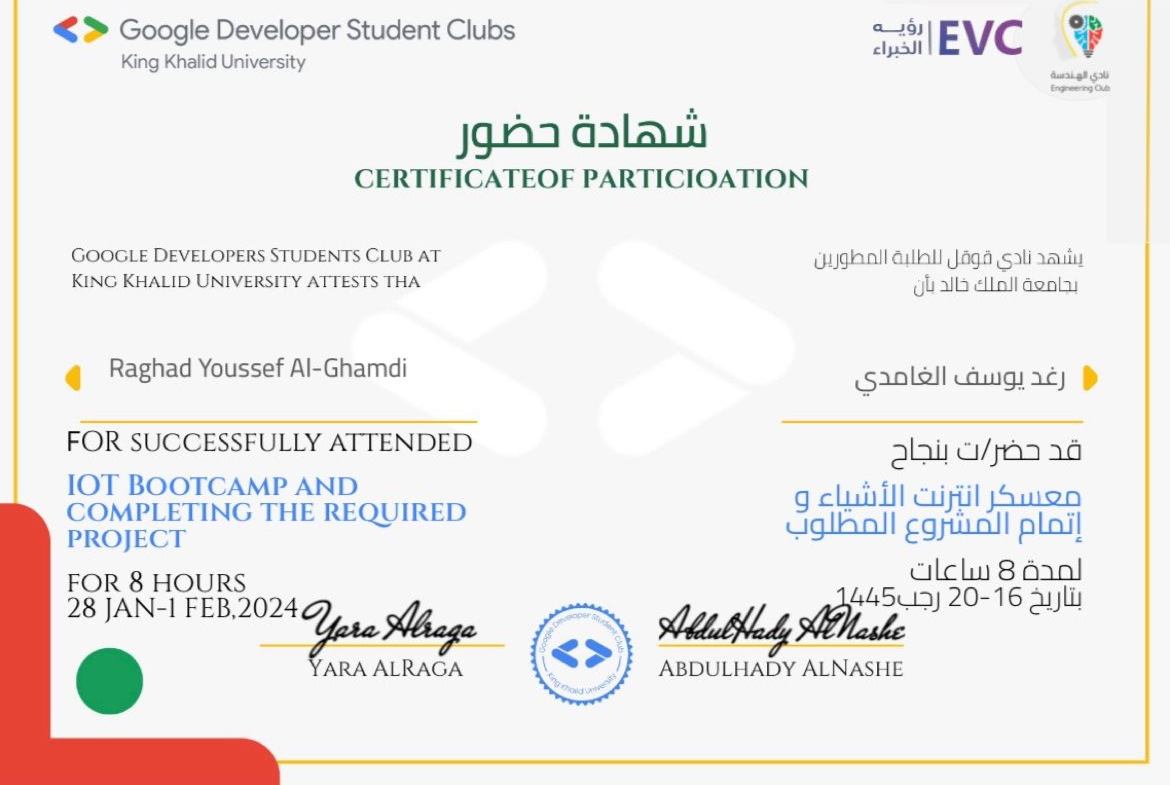 Google Developer Student Clubs
King Khalid University
رؤيـــه
الخبراء
EVC
نادي الهندسة
Engineering Club
شهادة حضور
CERTIFICATEOF PARTICIOATION
GOOGLE DEVELOPERS STUDENTS CLUB AT
KING KHALID UNIVERSITY ATTESTS THA
يشهد نادي قوقل للطلبة المطورين
بجامعة الملك خالد بأن
Raghad Youssef Al-Ghamdi
رغد يوسف الغامدي
FOR SUCCESSFULLY ATTENDED
IOT BOOTCAMP AND
COMPLETING THE REQUIRED
PROJECT
FOR 8 HOURS
28 JAN-1 FEB,2024
قد حضر/ت بنجاح
معسكر انترنت الأشياء و
إتمام المشروع المطلوب
لمدة 8 ساعات
بتاريخ 16-20 رجب1445
Yara Alraga
YARA ALRAGA
Google Developer Student Club
King Khalid University
AbdulHady AlNashe
ABDULHADY ALNASHE